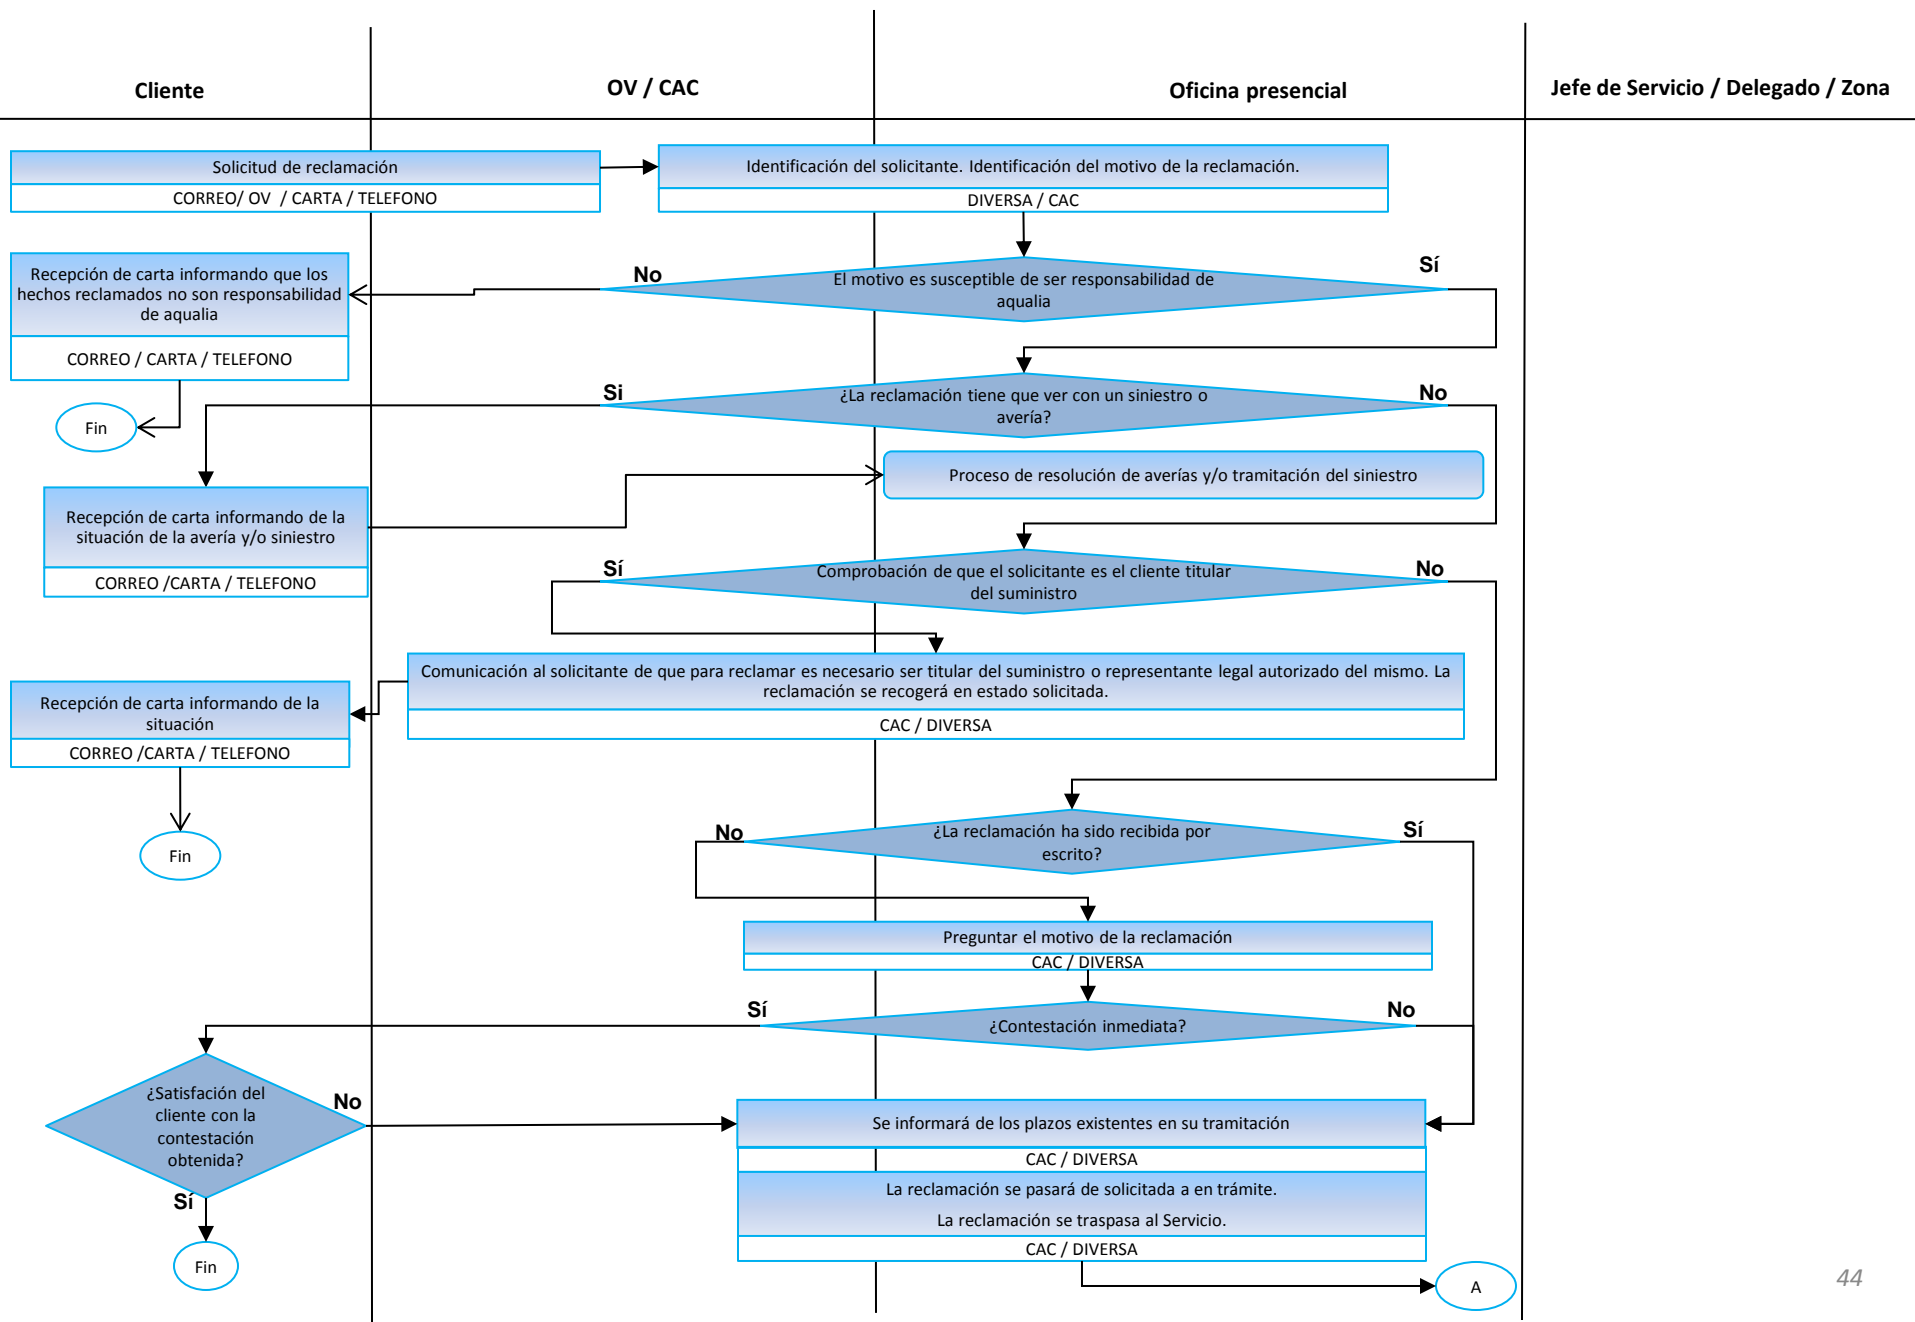 Cliente
OV / CAC
Oficina presencial
Jefe de Servicio / Delegado / Zona
Solicitud de reclamación
CORREO/ OV / CARTA / TELEFONO
Identificación del solicitante. Identificación del motivo de la reclamación.
DIVERSA / CAC
Recepción de carta informando que los
hechos reclamados no son responsabilidad
de aqualia
CORREO / CARTA / TELEFONO
Fin
No
El motivo es susceptible de ser responsabilidad de
aqualia
Sí
Si
¿La reclamación tiene que ver con un siniestro o
avería?
No
Proceso de resolución de averías y/o tramitación del siniestro
Recepción de carta informando de la
situación de la avería y/o siniestro
CORREO /CARTA / TELEFONO
Sí
Comprobación de que el solicitante es el cliente titular
del suministro
No
Comunicación al solicitante de que para reclamar es necesario ser titular del suministro o representante legal autorizado del mismo. La
reclamación se recogerá en estado solicitada.
CAC / DIVERSA
Recepción de carta informando de la
situación
CORREO /CARTA / TELEFONO
Fin
No
¿La reclamación ha sido recibida por
escrito?
Sí
Preguntar el motivo de la reclamación
CAC / DIVERSA
Sí
¿Contestación inmediata?
No
¿Satisfacción del
cliente con la
contestación
obtenida?
No
Sí
Fin
Se informará de los plazos existentes en su tramitación
CAC / DIVERSA
La reclamación se pasará de solicitada a en trámite.
La reclamación se traspasa al Servicio.
CAC / DIVERSA
A
44